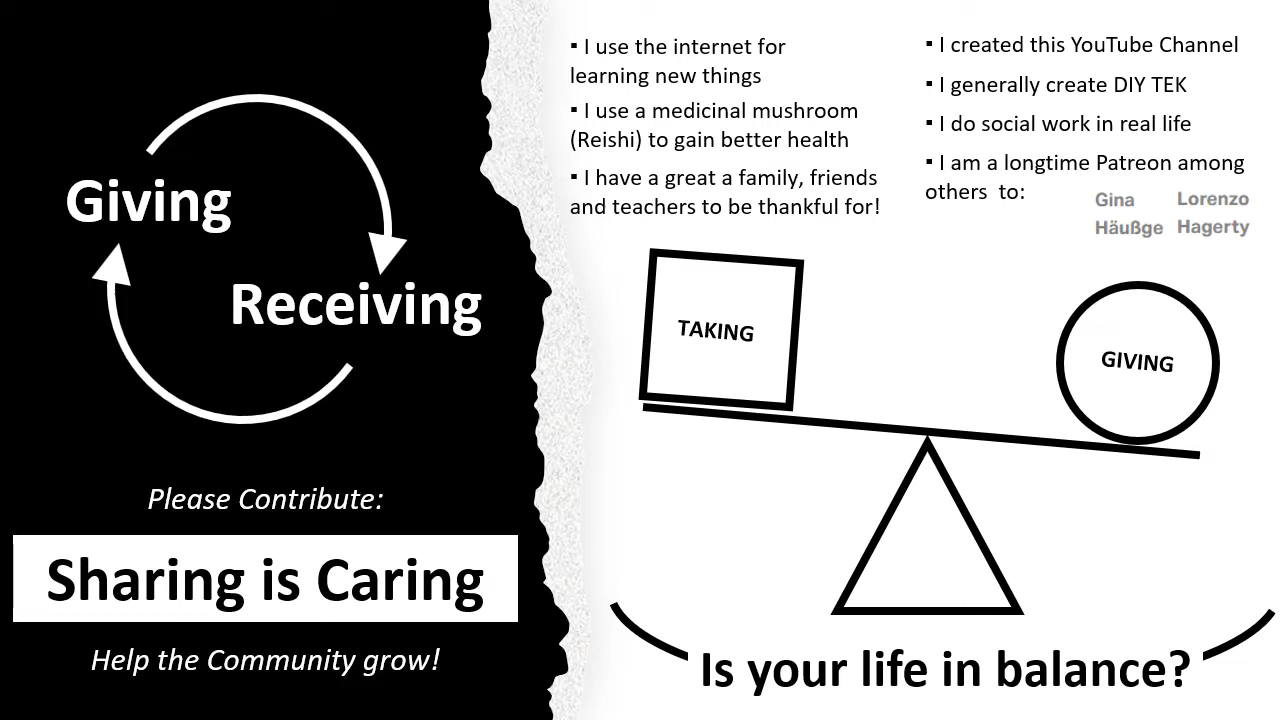 Giving
Receiving
Please Contribute:
Sharing is Caring
Help the Community grow!
▪ I use the internet for
learning new things
▪ I use a medicinal mushroom
(Reishi) to gain better health
▪ I have a great a family, friends
and teachers to be thankful for!
▪ I created this YouTube Channel
▪ I generally create DIY TEK
▪ I do social work in real life
▪ I am a longtime Patreon among
others to:
Gina
Häußge
Lorenzo
Hagerty
TAKING
GIVING
Is your life in balance?